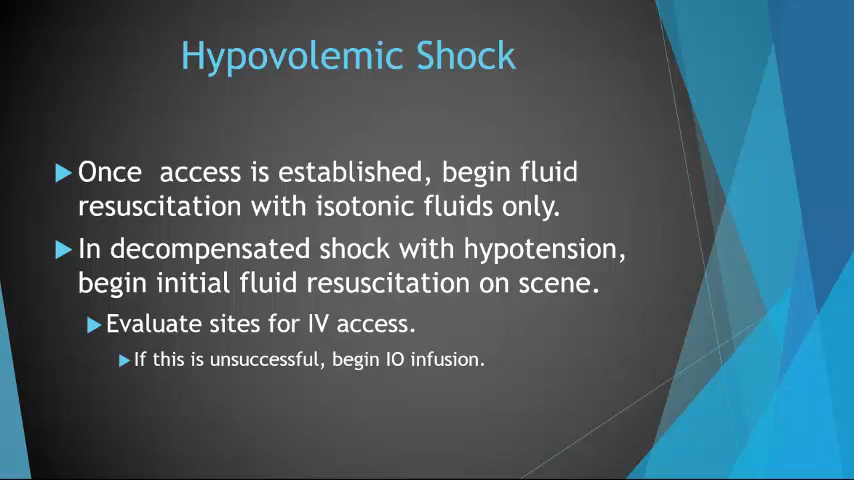 Hypovolemic Shock
Once access is established, begin fluid
resuscitation with isotonic fluids only.
In decompensated shock with hypotension,
begin initial fluid resuscitation on scene.
Evaluate sites for IV access.
If this is unsuccessful, begin IO infusion.